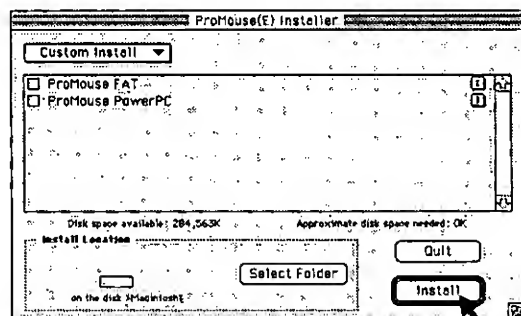 ProMouse(E) Installer
Custom Install
ProMouse FAT
ProMouse PowerPC
Disk space available: 284,563K Approximate disk space needed: 0K
Install Location
Quit
Select Folder
on the disk
Install